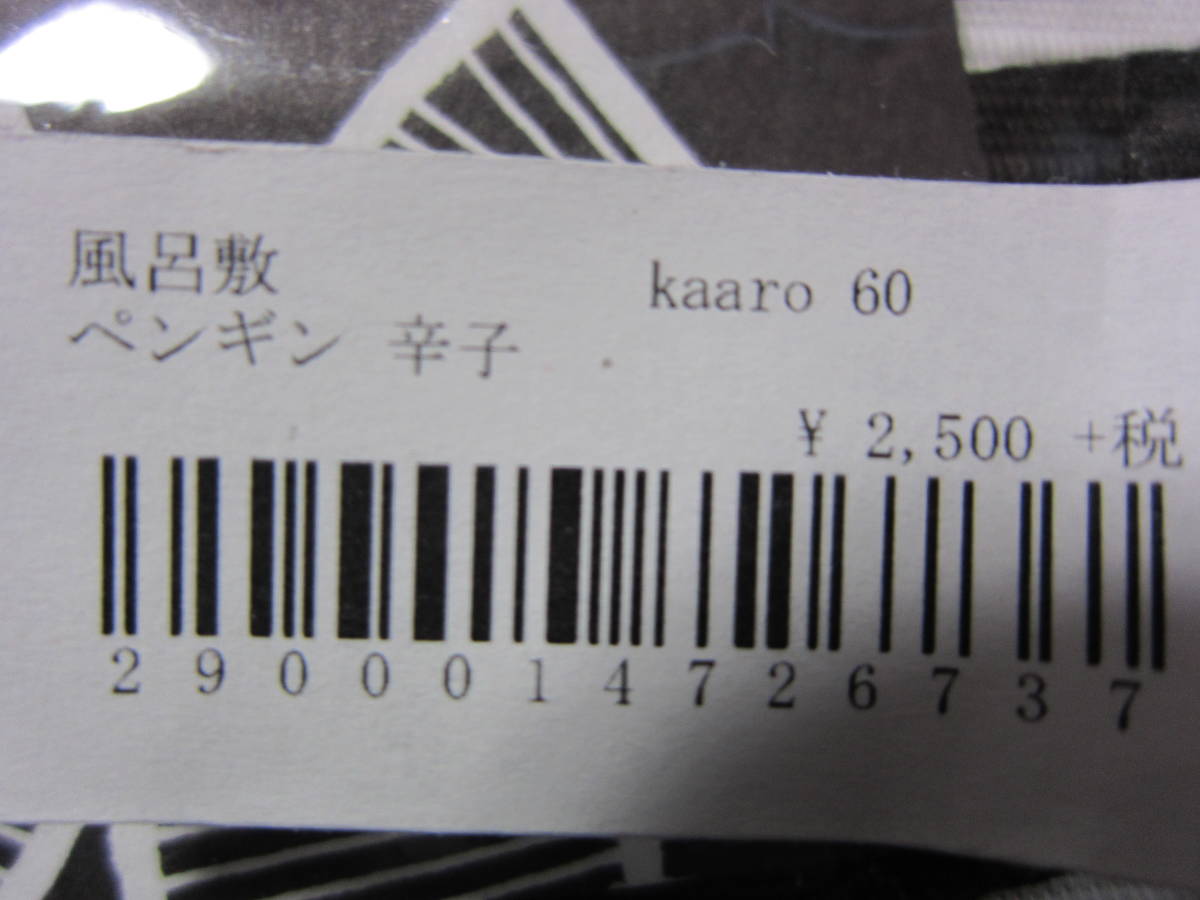 風呂敷 kaaro 60
ペンギン 辛子
¥ 2,500 +税
2900014726737